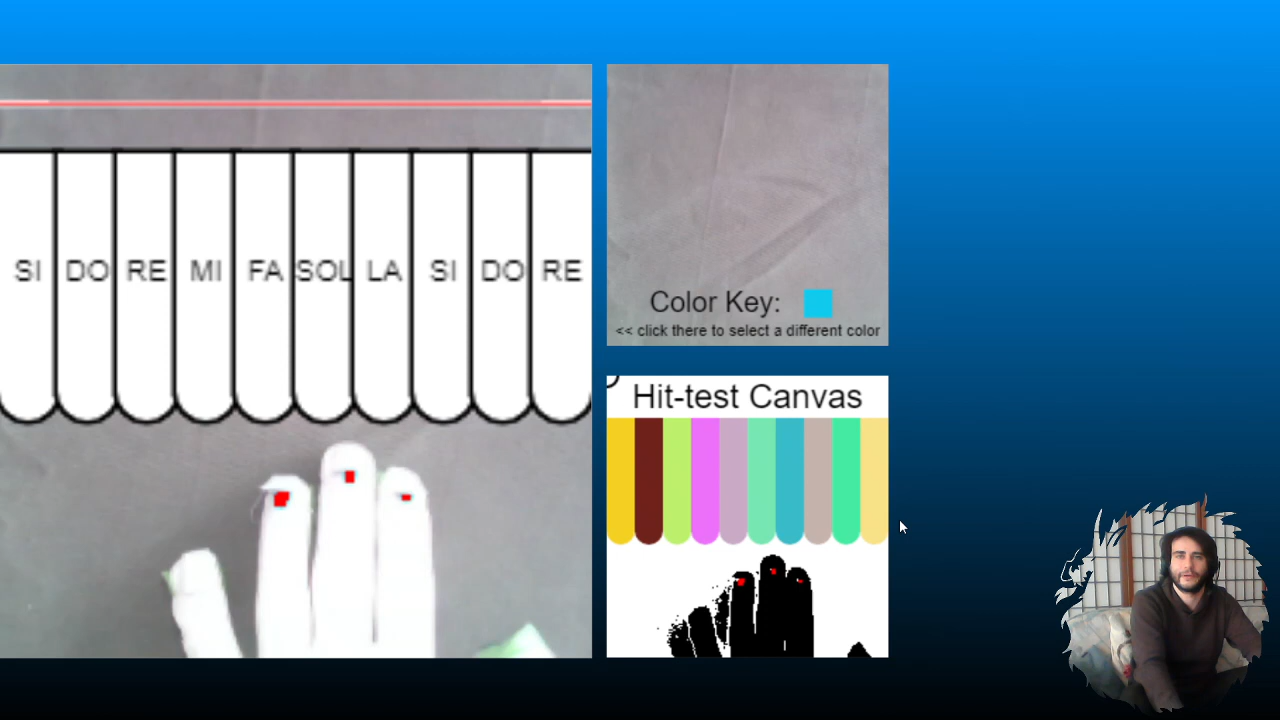 SI DO RE MI FA SOL LA SI DO RE
Color Key:
<< click there to select a different color
Hit-test Canvas